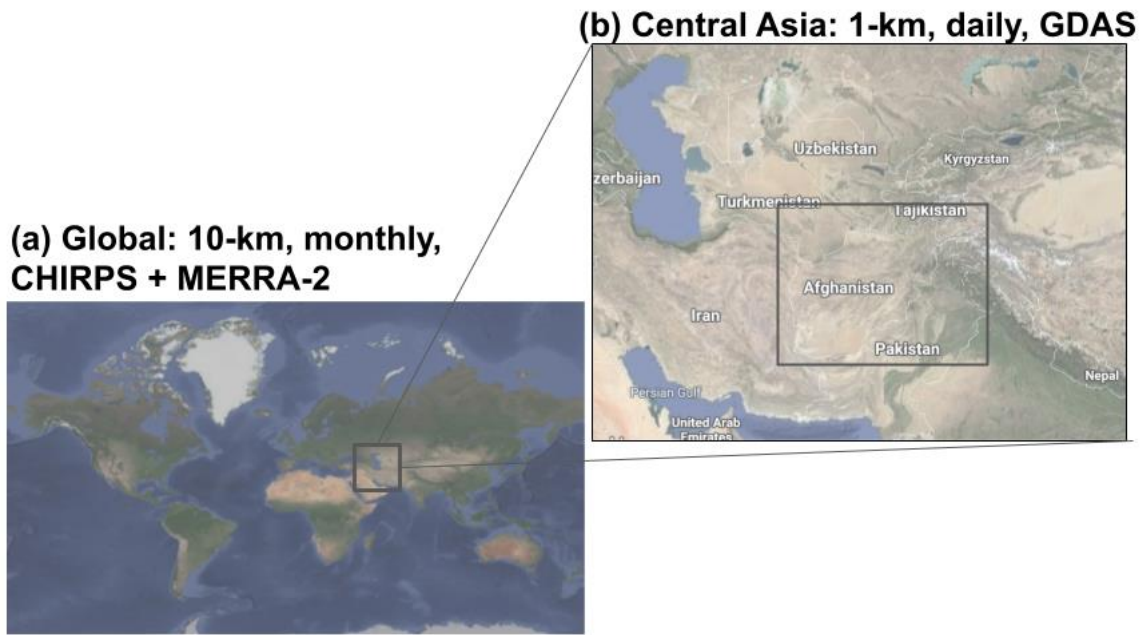 (b) Central Asia: 1-km, daily, GDAS
Uzbekistan
Kyrgyzstan
zerbaijan
Turkmenistan
Tajikistan
Afghanistan
Iran
Pakistan
Nepal
Persian Gulf
United Arab
Emirates
(a) Global: 10-km, monthly,
CHIRPS + MERRA-2